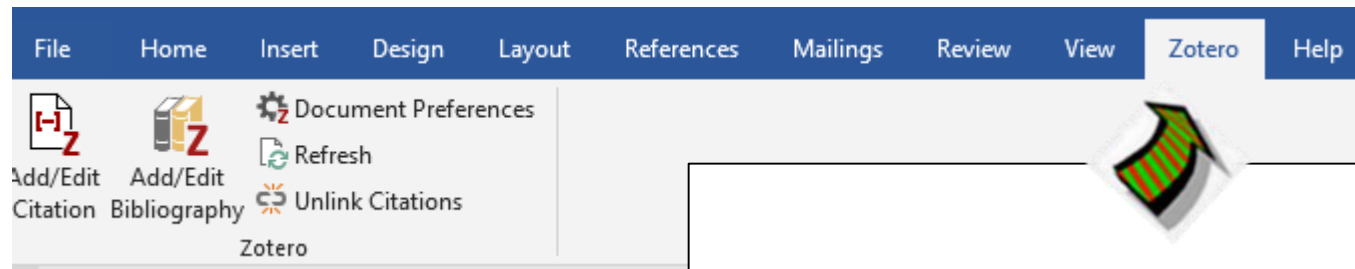 File Home Insert Design Layout References Mailings Review View Zotero Help
Document Preferences
Refresh
Unlink Citations
Add/Edit
Citation
Add/Edit
Bibliography
Zotero